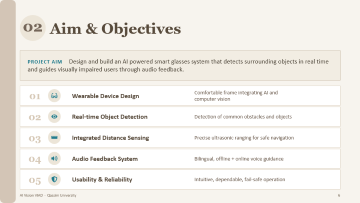 02 Aim & Objectives
PROJECT AIM Design and build an AI powered smart glasses system that detects surrounding objects in real time
and guides visually impaired users through audio feedback.
01 Wearable Device Design Comfortable frame integrating AI and
computer vision
02 Real-time Object Detection Detection of common obstacles and objects
03 Integrated Distance Sensing Precise ultrasonic ranging for safe navigation
04 Audio Feedback System Bilingual, offline + online voice guidance
05 Usability & Reliability Intuitive, dependable, fail-safe operation
University